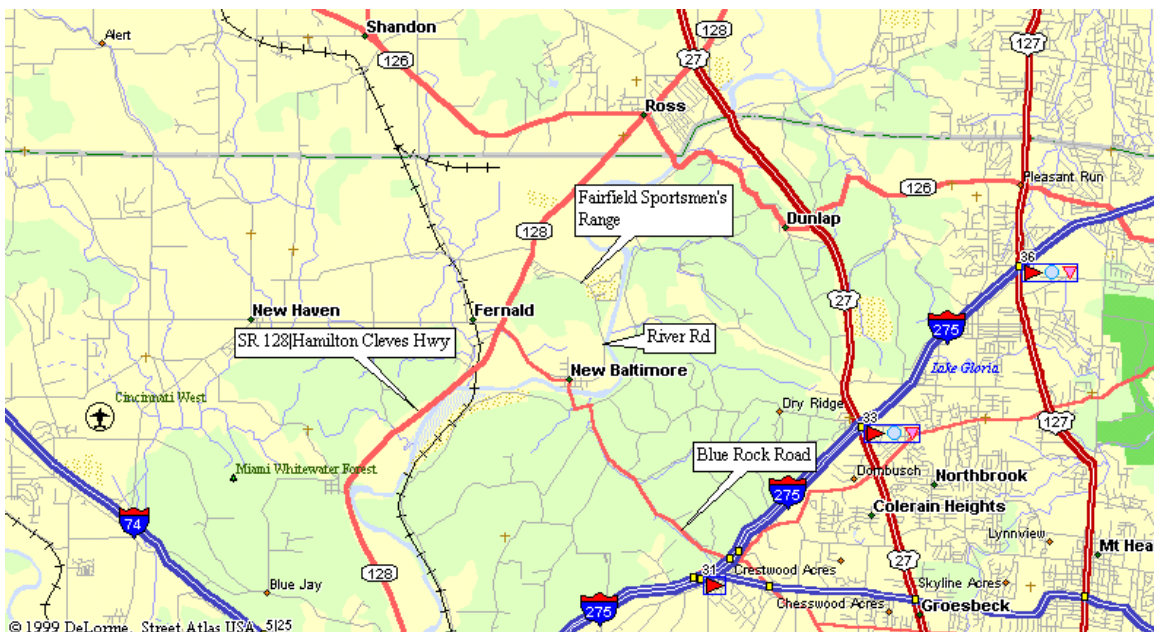 Alert
Shandon
126
27
128
127
Ross
Fairfield Sportsmen's
Range
126
Pleasant Run
Dunlap
128
36
New Haven
Fernald
27
275
SR 128|Hamilton Cleves Hwy
River Rd
Lake Gloria
New Baltimore
Cincinnati West
Dry Ridge
33
127
Blue Rock Road
Miami Whitewater Forest
Dornbusch
Northbrook
275
Colerain Heights
74
Lynnview
27
Mt Hea
128
31
Crestwood Acres
Blue Jay
Skyline Acres
Chesswood Acres
275
Groesbeck
© 1999 DeLorme. Street Atlas USA 5|25